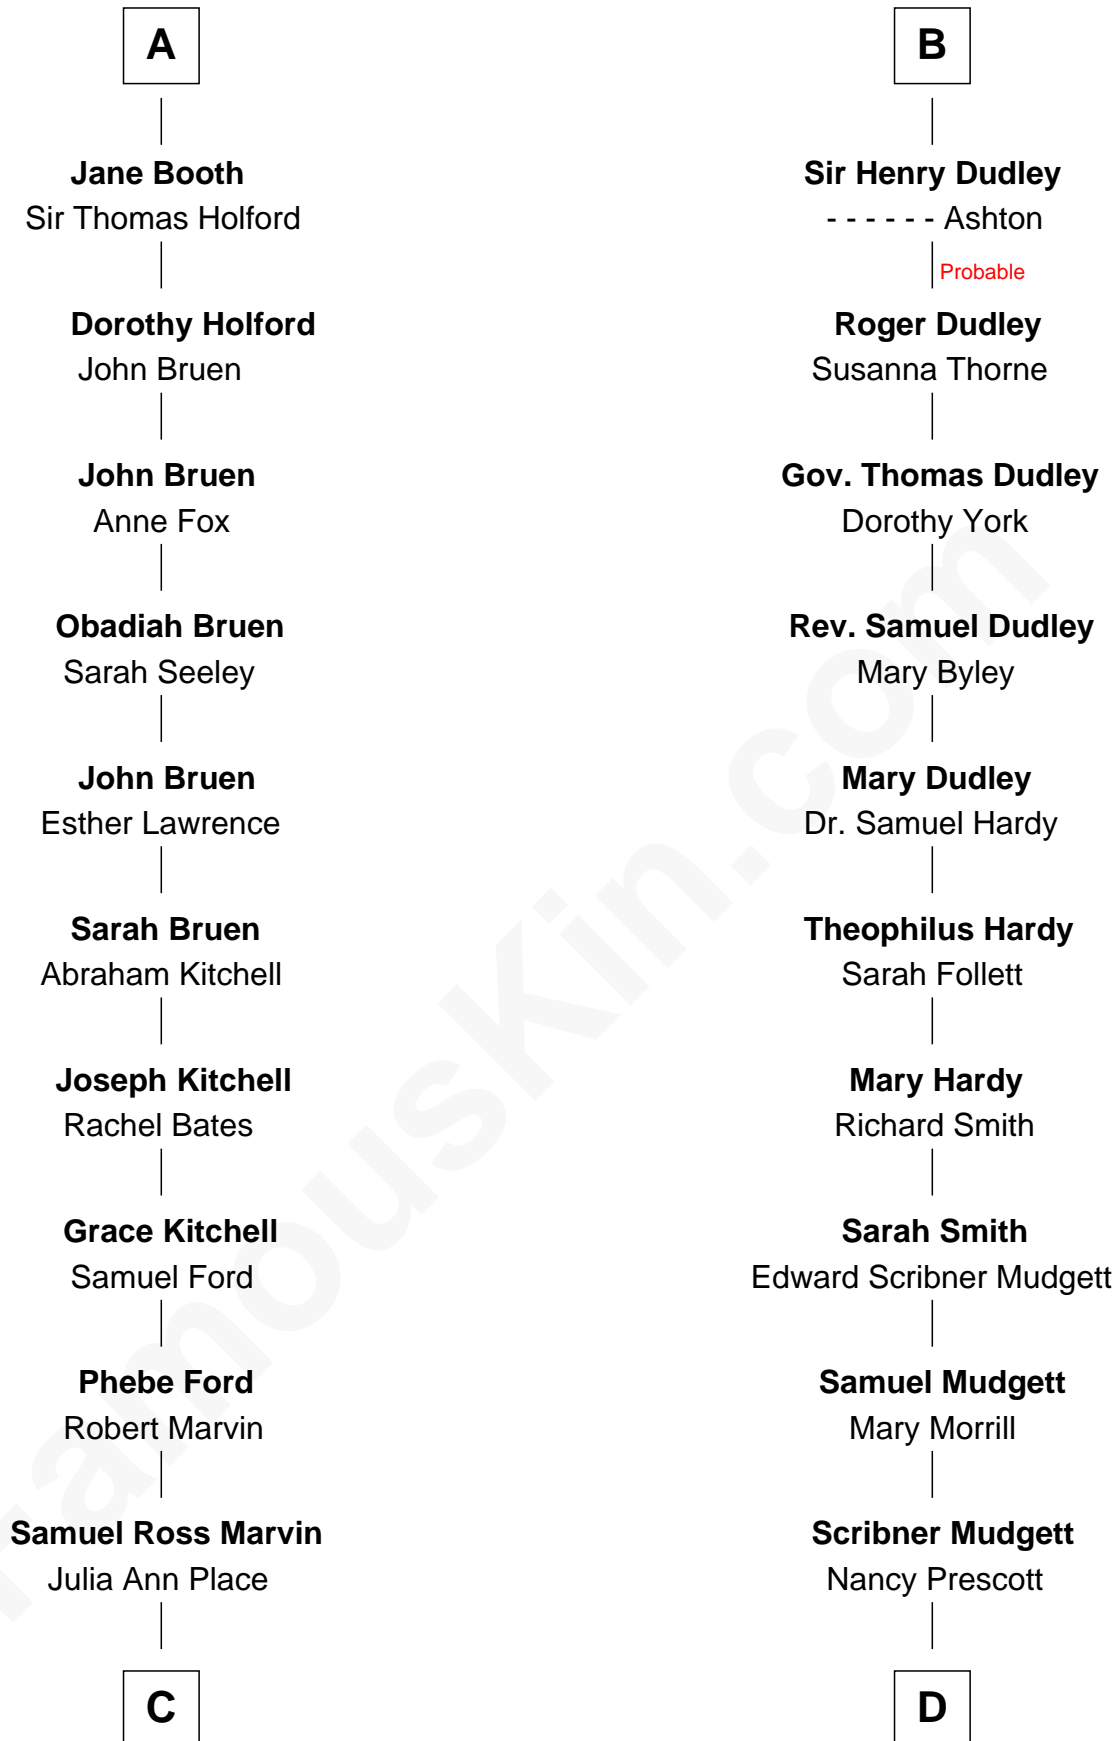 A
Jane Booth
Sir Thomas Holford
Dorothy Holford
John Bruen
John Bruen
Anne Fox
Obadiah Bruen
Sarah Seeley
John Bruen
Esther Lawrence
Sarah Bruen
Abraham Kitchell
Joseph Kitchell
Rachel Bates
Grace Kitchell
Samuel Ford
Phebe Ford
Robert Marvin
Samuel Ross Marvin
Julia Ann Place
C
B
Sir Henry Dudley
- - - - - - Ashton
Probable
Roger Dudley
Susanna Thorne
Gov. Thomas Dudley
Dorothy York
Rev. Samuel Dudley
Mary Byley
Mary Dudley
Dr. Samuel Hardy
Theophilus Hardy
Sarah Follett
Mary Hardy
Richard Smith
Sarah Smith
Edward Scribner Mudgett
Samuel Mudgett
Mary Morrill
Scribner Mudgett
Nancy Prescott
D
FamousKin.com